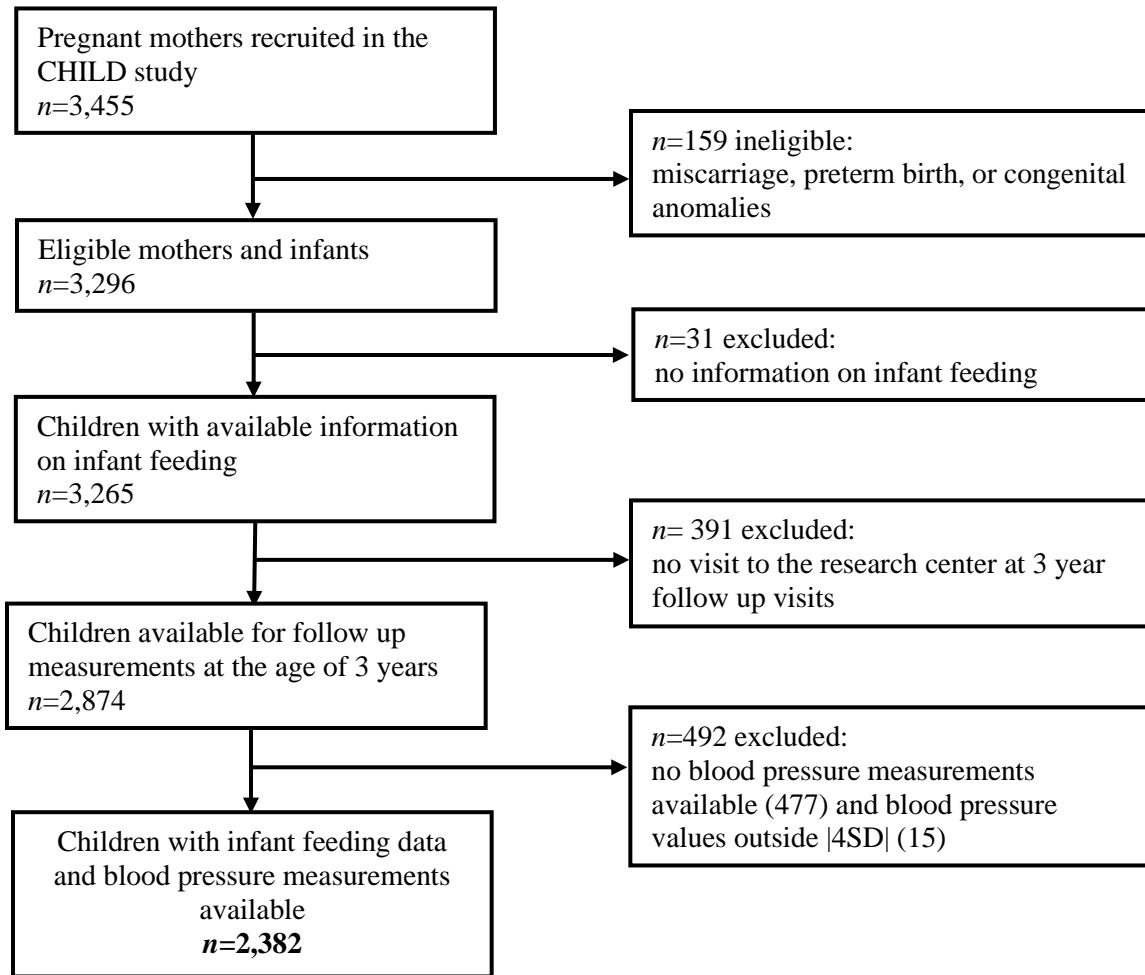 Pregnant mothers recruited in the
CHILD study
n=3,455
n=159 ineligible:
miscarriage, preterm birth, or congenital
anomalies
Eligible mothers and infants
n=3,296
n=31 excluded:
no information on infant feeding
Children with available information
on infant feeding
n=3,265
n= 391 excluded:
no visit to the research center at 3 year
follow up visits
Children available for follow up
measurements at the age of 3 years
n=2,874
n=492 excluded:
no blood pressure measurements
available (477) and blood pressure
values outside |4SD| (15)
Children with infant feeding data
and blood pressure measurements
available
n=2,382